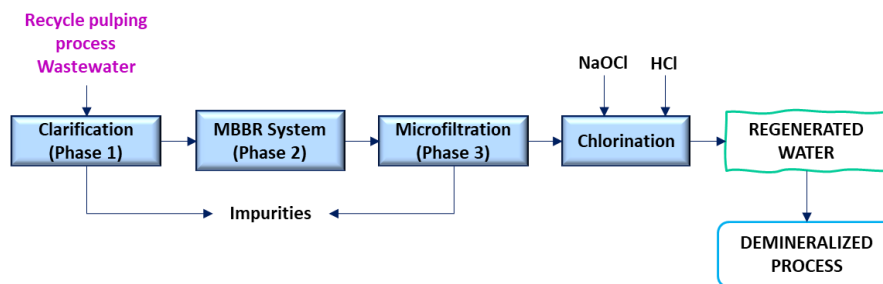 Recycle pulping
process
Wastewater
NaOCl
HCl
Clarification
(Phase 1)
MBBR System
(Phase 2)
Microfiltration
(Phase 3)
Chlorination
REGENERATED
WATER
Impurities
DEMINERALIZED
PROCESS